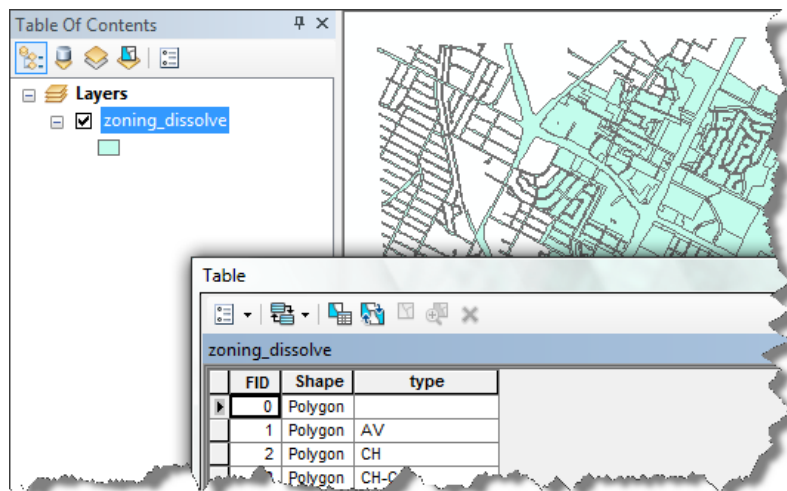 Table Of Contents
Layers
zoning_dissolve
Table
zoning_dissolve
FID Shape type
0 Polygon
1 Polygon AV
2 Polygon CH
Polygon